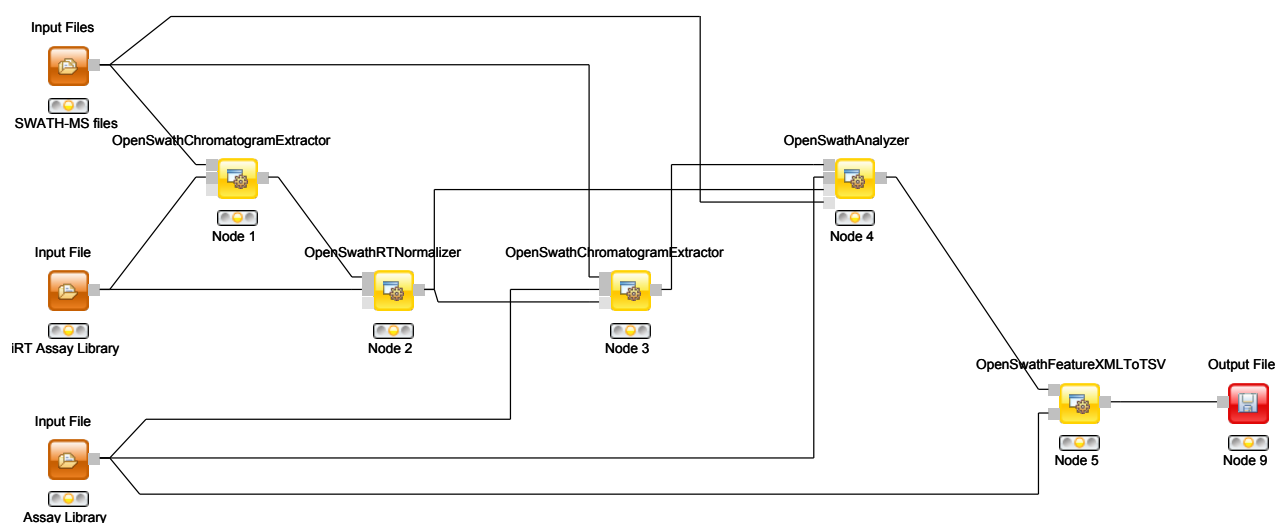 Input Files
SWATH-MS files
OpenSwathChromatogramExtractor
Node 1
OpenSwathAnalyzer
Node 4
Input File
iRT Assay Library
OpenSwathRTNormalizer
Node 2
OpenSwathChromatogramExtractor
Node 3
OpenSwathFeatureXMLToTSV
Node 5
Output File
Node 9
Input File
Assay Library